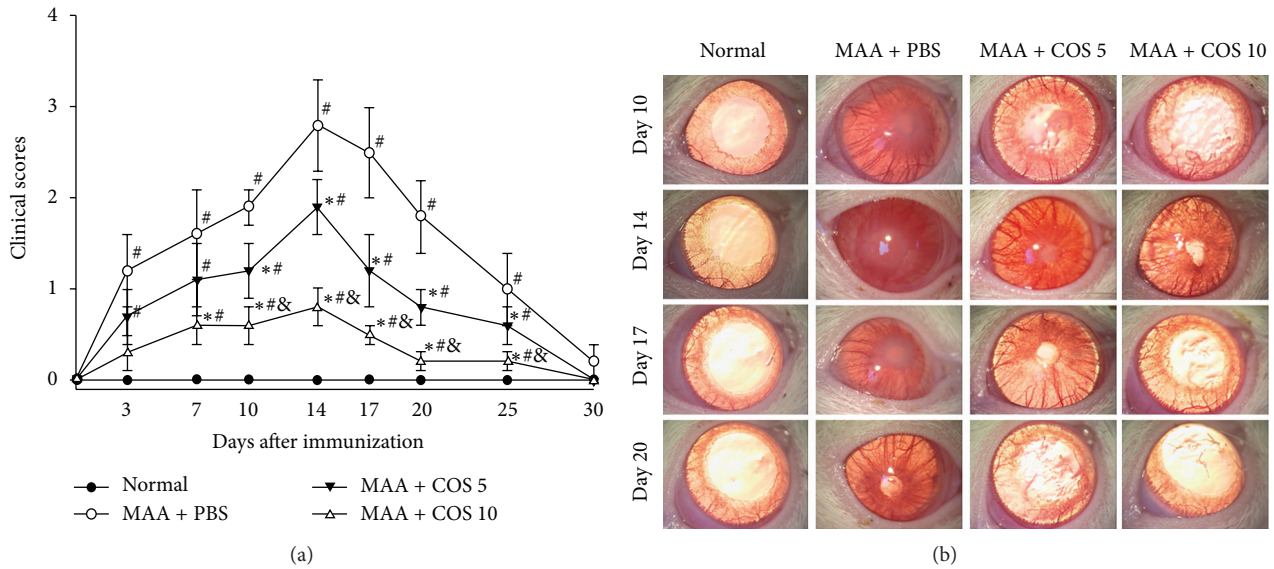 4
3
2
1
0
Clinical scores
#
#
#
#
#
#
#
#
#
*#
*#
*#
*#
*#
*#
*#&
*#&
*#&
*#&
*#&
3 7 10 14 17 20 25 30
Days after immunization
Normal
MAA + PBS
MAA + COS 5
MAA + COS 10
(a)
Normal MAA + PBS MAA + COS 5 MAA + COS 10
Day 10
Day 14
Day 17
Day 20
(b)